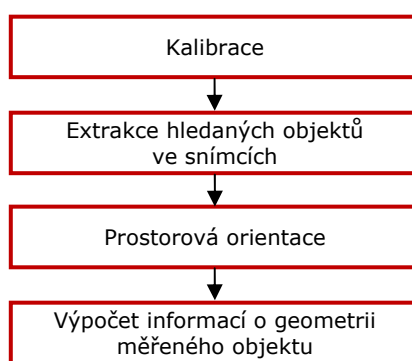 Kalibrace
Extrakce hledaných objektů
ve snímcích
Prostorová orientace
Výpočet informací o geometrii
měřeného objektu